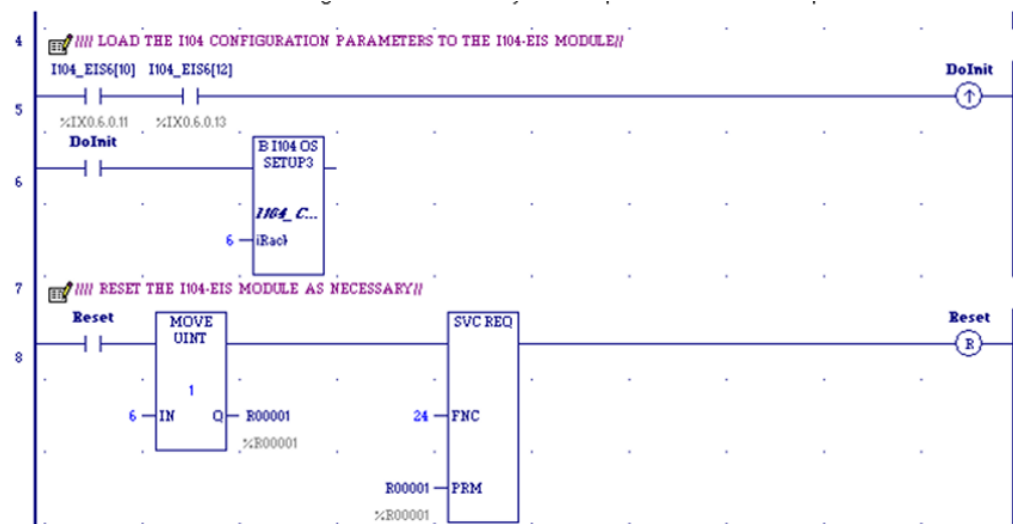 4 //// LOAD THE I104 CONFIGURATION PARAMETERS TO THE I104-EIS MODULE//
I104_EIS6[10] I104_EIS6[12] DoInit
5
%IX0.6.0.11 %IX0.6.0.13
DoInit
B I104 OS
SETUP3
6
I104_C...
6 iRack
7 //// RESET THE I104-EIS MODULE AS NECESSARY//
Reset MOVE SVC REQ Reset
UINT
R
8
1
6 IN Q R00001 24 FNC
%R00001
R00001 PRM
%R00001